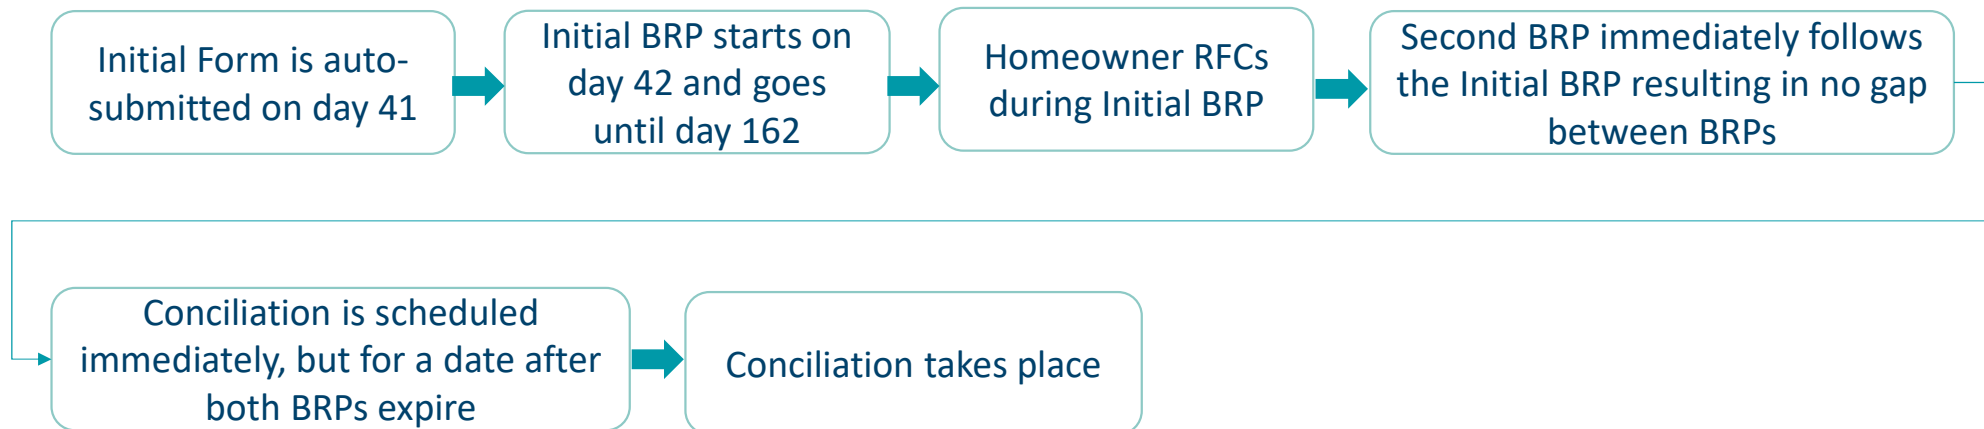 Initial Form is auto-
submitted on day 41
Initial BRP starts on
day 42 and goes
until day 162
Homeowner RFCs
during Initial BRP
Second BRP immediately follows
the Initial BRP resulting in no gap
between BRPs
Conciliation is scheduled
immediately, but for a date after
both BRPs expire
Conciliation takes place